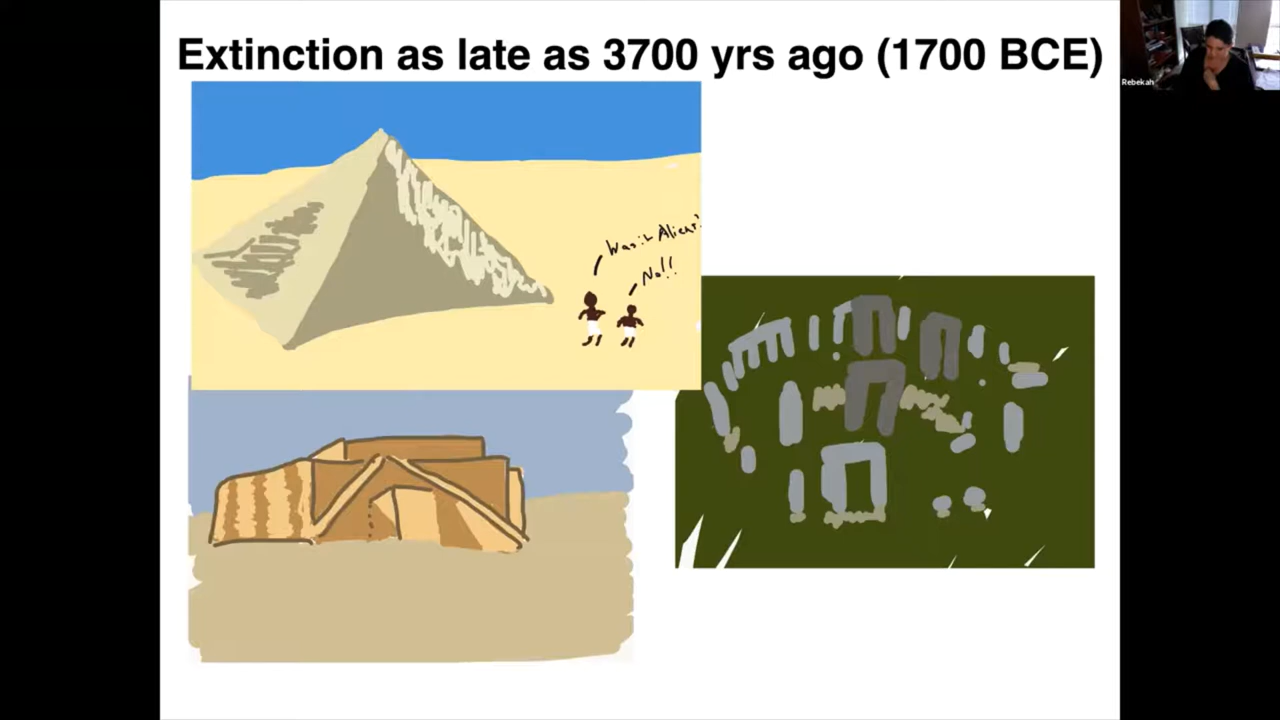 Extinction as late as 3700 yrs ago (1700 BCE)
Rebekah
Was it Aliens?
No!!